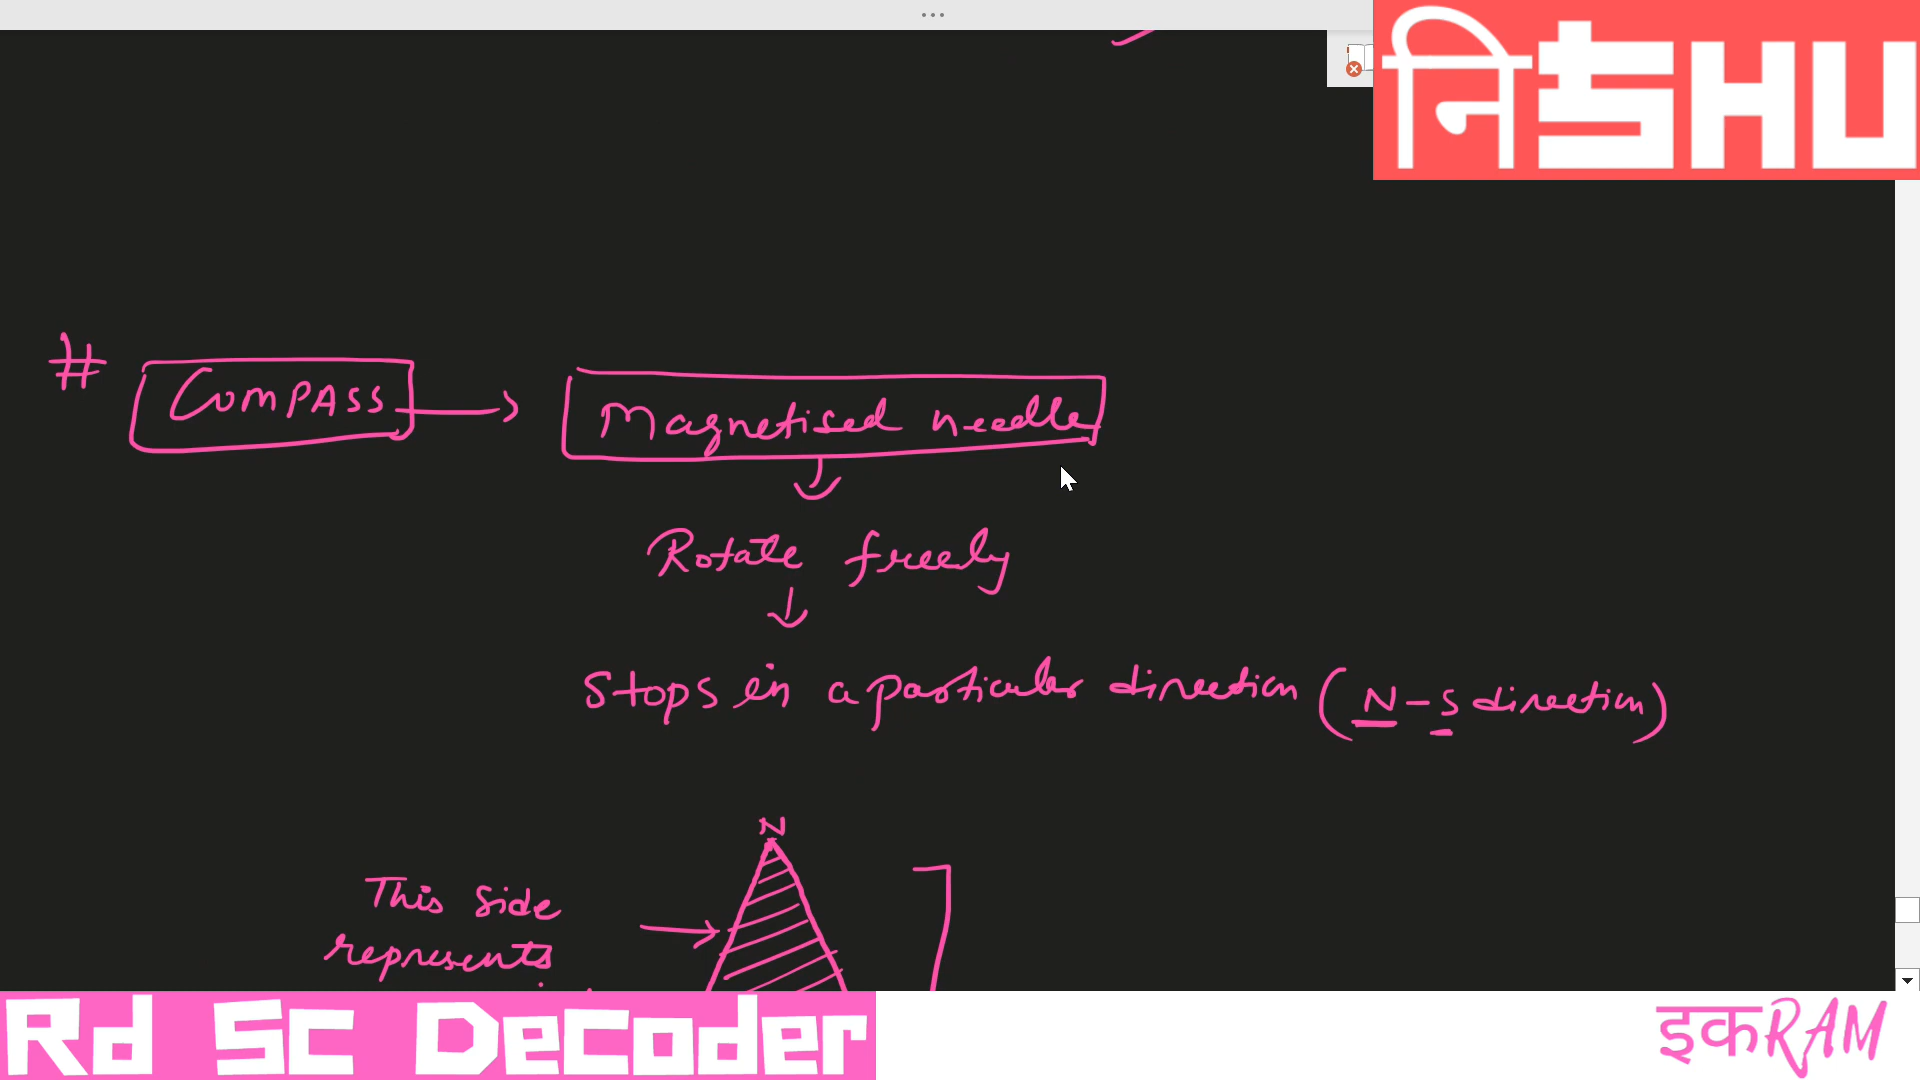 निSHU
# Compass → Magnetised needle
Rotate freely
Stops in a particular direction (N-S direction)
N
This side
represents
Rd Sc Decoder
इकRAM